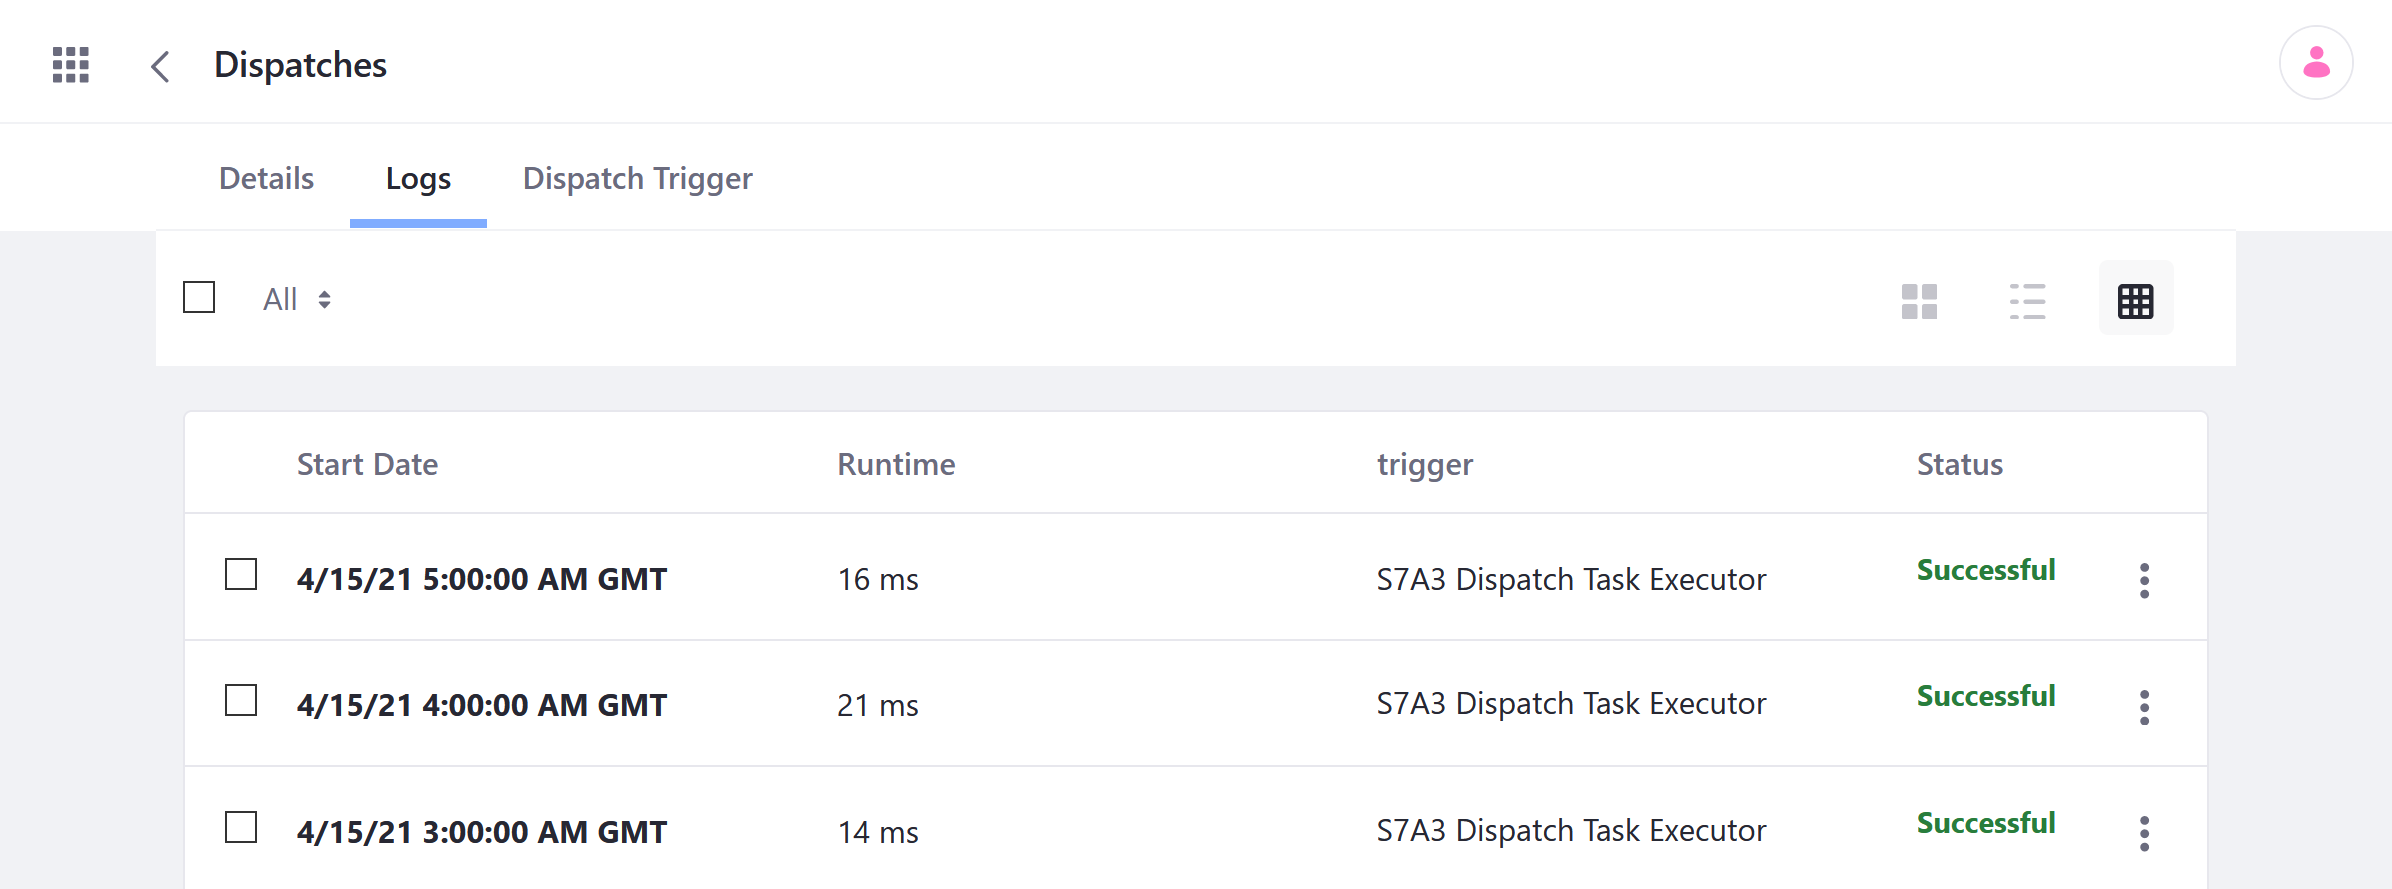 Dispatches
Details Logs Dispatch Trigger
All
Start Date Runtime trigger Status
4/15/21 5:00:00 AM GMT 16 ms S7A3 Dispatch Task Executor Successful
4/15/21 4:00:00 AM GMT 21 ms S7A3 Dispatch Task Executor Successful
4/15/21 3:00:00 AM GMT 14 ms S7A3 Dispatch Task Executor Successful